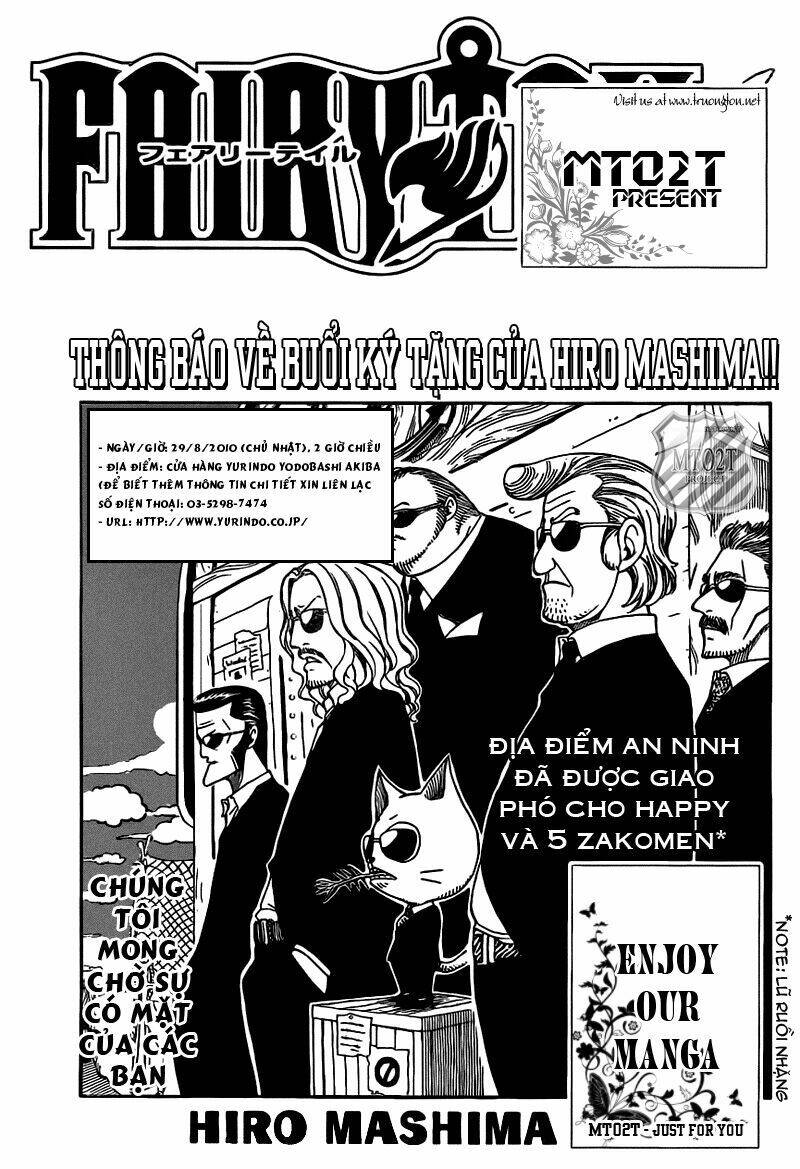 FAIRY T
フェアリーテイル
Visit us at www.truongton.net
MTO2T
PRESENT
THÔNG BÁO VỀ BUỔI KÝ TẶNG CỦA HIRO MASHIMA!!
- NGÀY/GIỜ: 29/8/2010 (CHỦ NHẬT), 2 GIỜ CHIỀU
- ĐỊA ĐIỂM: CỬA HÀNG YURINDO YODOBASHI AKIBA
(ĐỂ BIẾT THÊM THÔNG TIN CHI TIẾT XIN LIÊN LẠC
SỐ ĐIỆN THOẠI: 03-5298-7474
- URL: HTTP://WWW.YURINDO.CO.JP/
MTO2T
PROJECT
ĐỊA ĐIỂM AN NINH
ĐÃ ĐƯỢC GIAO
PHÓ CHO HAPPY
VÀ 5 ZAKOMEN*
CHÚNG
TÔI
MONG
CHỜ SỰ
CÓ MẶT
CỦA CÁC
BẠN
ENJOY
OUR
MANGA
MTO2T - JUST FOR YOU
*NOTE: LŨ RUỒI NHẶNG
HIRO MASHIMA